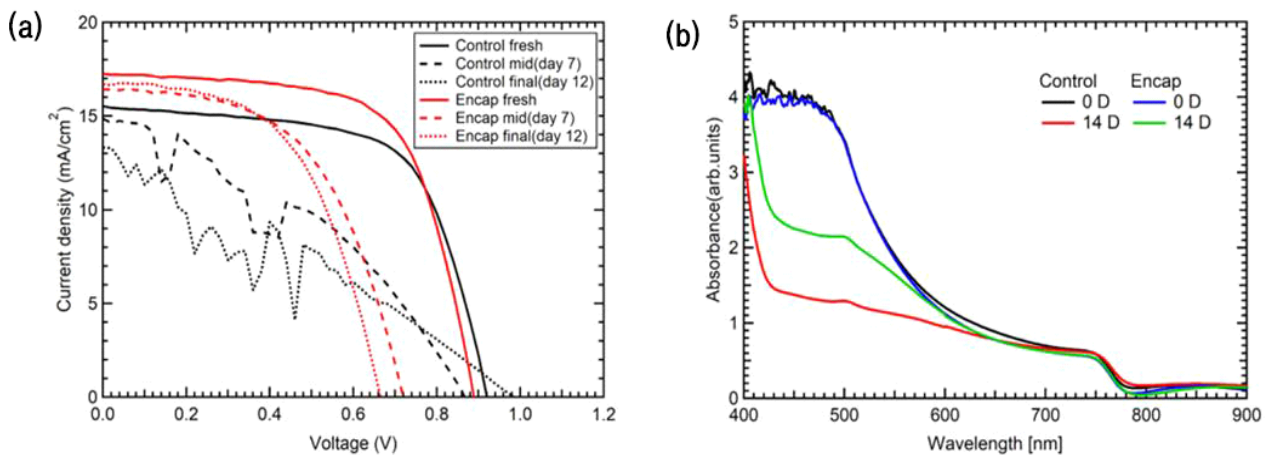 (a)
20
15
10
5
0
Current density (mA/cm²)
0.0 0.2 0.4 0.6 0.8 1.0 1.2
Voltage (V)
Control fresh
Control mid(day 7)
Control final(day 12)
Encap fresh
Encap mid(day 7)
Encap final(day 12)
(b)
5
4
3
2
1
0
Absorbance(arb.units)
400 500 600 700 800 900
Wavelength [nm]
Control Encap
0 D 0 D
14 D 14 D